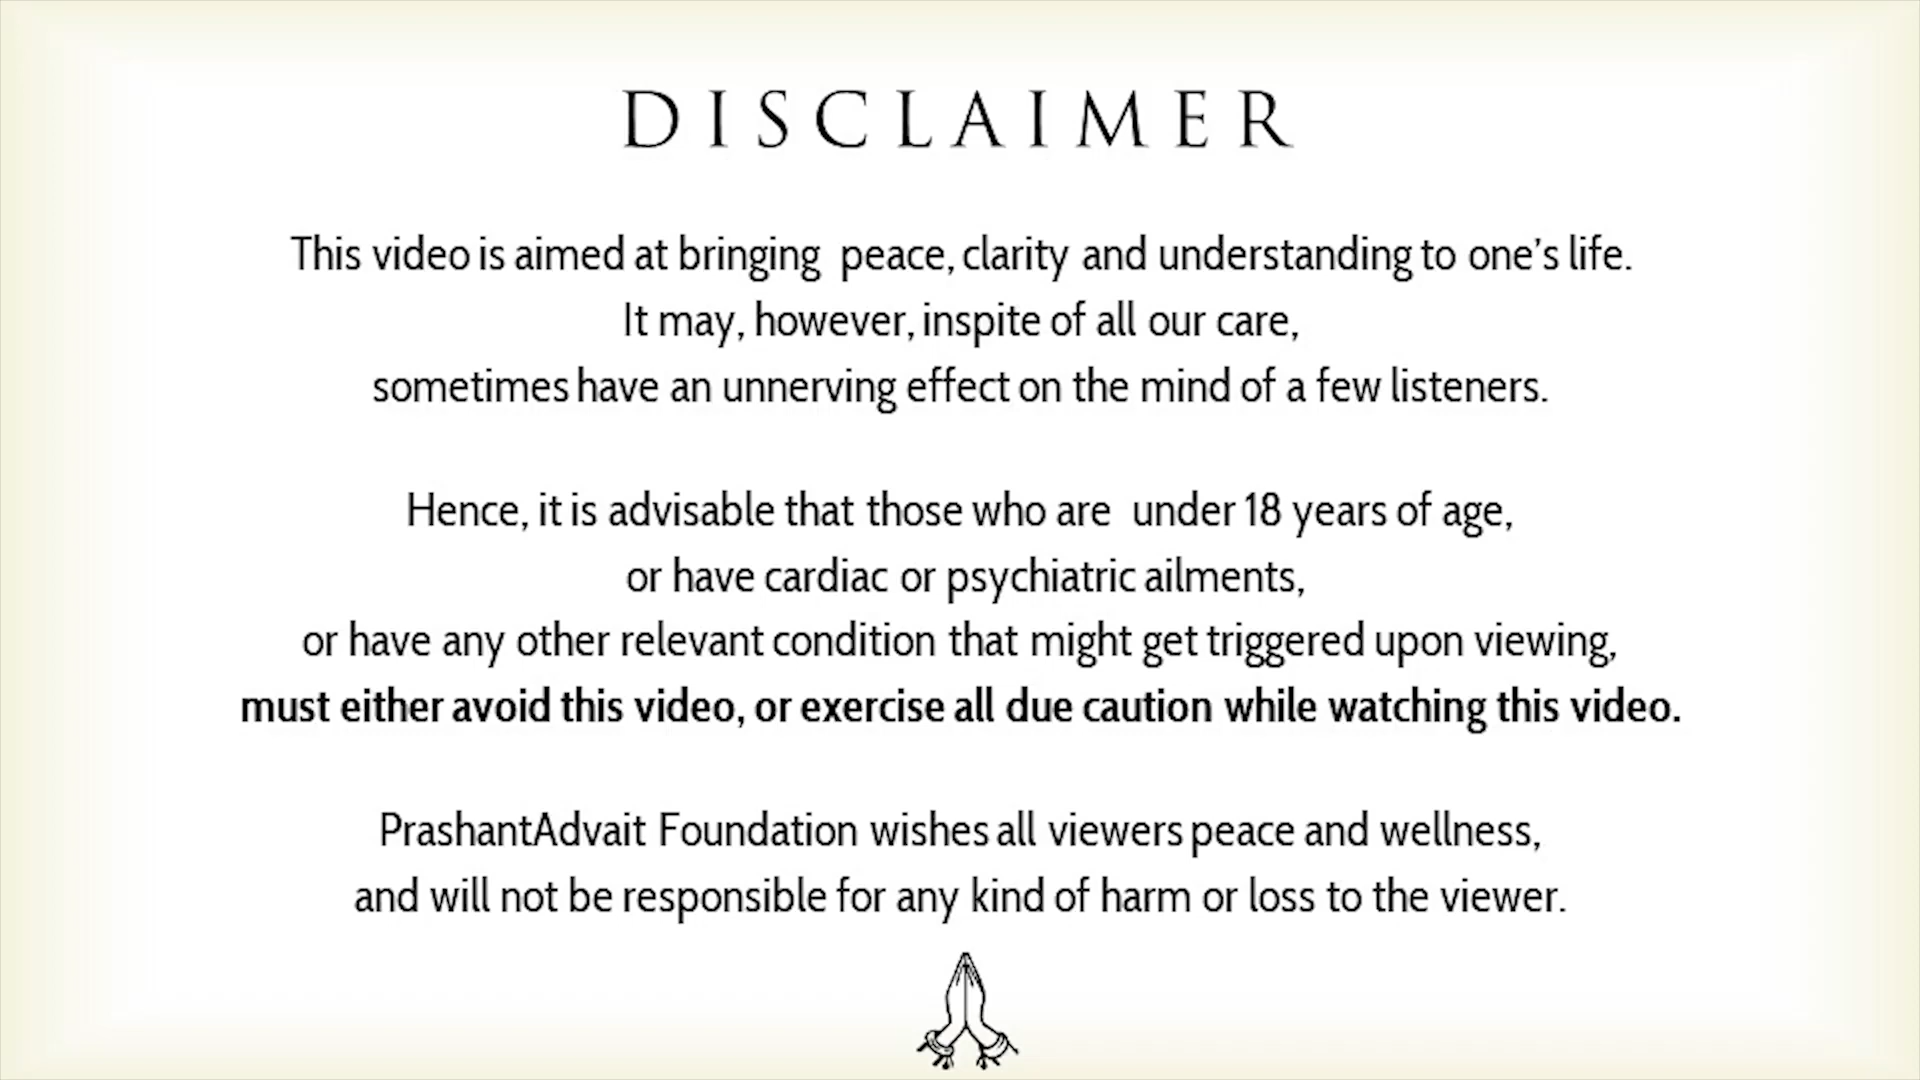 DISCLAIMER
This video is aimed at bringing peace, clarity and understanding to one's life.
It may, however, inspite of all our care,
sometimes have an unnerving effect on the mind of a few listeners.
Hence, it is advisable that those who are under 18 years of age,
or have cardiac or psychiatric ailments,
or have any other relevant condition that might get triggered upon viewing,
must either avoid this video, or exercise all due caution while watching this video.
PrashantAdvait Foundation wishes all viewers peace and wellness,
and will not be responsible for any kind of harm or loss to the viewer.